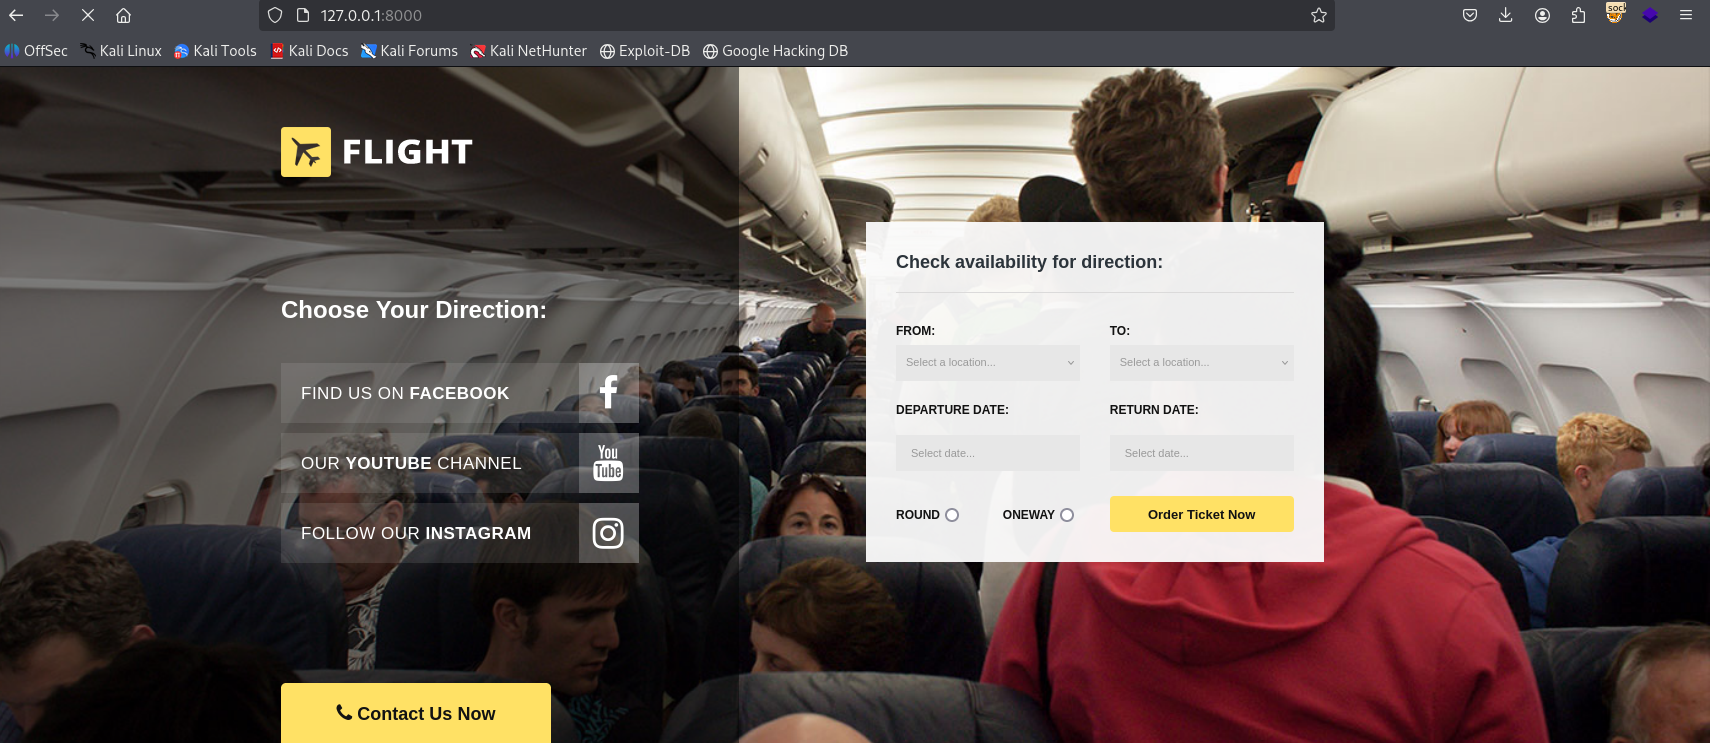 127.0.0.1:8000
soc
OffSec
Kali Linux
Kali Tools
Kali Docs
Kali Forums
Kali NetHunter
Exploit-DB
Google Hacking DB
FLIGHT
Choose Your Direction:
FIND US ON FACEBOOK
OUR YOUTUBE CHANNEL
You
Tube
FOLLOW OUR INSTAGRAM
Contact Us Now
Check availability for direction:
FROM:
TO:
Select a location...
Select a location...
DEPARTURE DATE:
RETURN DATE:
Select date...
Select date...
ROUND
ONEWAY
Order Ticket Now